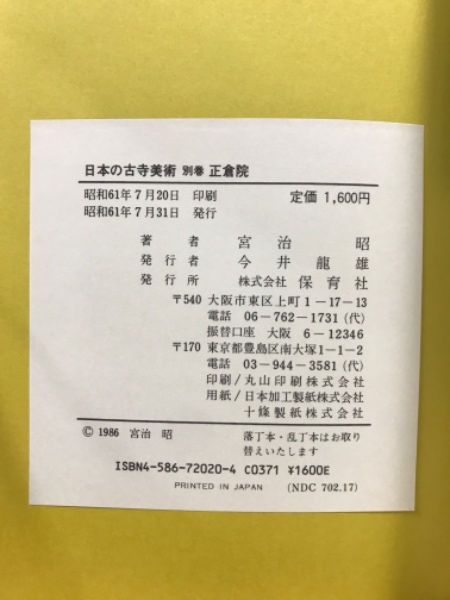 日本の古寺美術 別巻 正倉院
昭和61年7月20日 印刷 定価 1,600円
昭和61年7月31日 発行
著者 宮治昭
発行者 今井龍雄
発行所 株式会社 保育社
〒540 大阪市東区上町1-17-13
電話 06-762-1731(代)
振替口座 大阪 6-12346
〒170 東京都豊島区南大塚1-1-2
電話 03-944-3581(代)
印刷/丸山印刷株式会社
用紙/日本加工製紙株式会社
十條製紙株式会社
© 1986 宮治 昭 落丁本・乱丁本はお取り
替えいたします
ISBN4-586-72020-4 C0371 ¥1600E
PRINTED IN JAPAN (NDC 702.17)